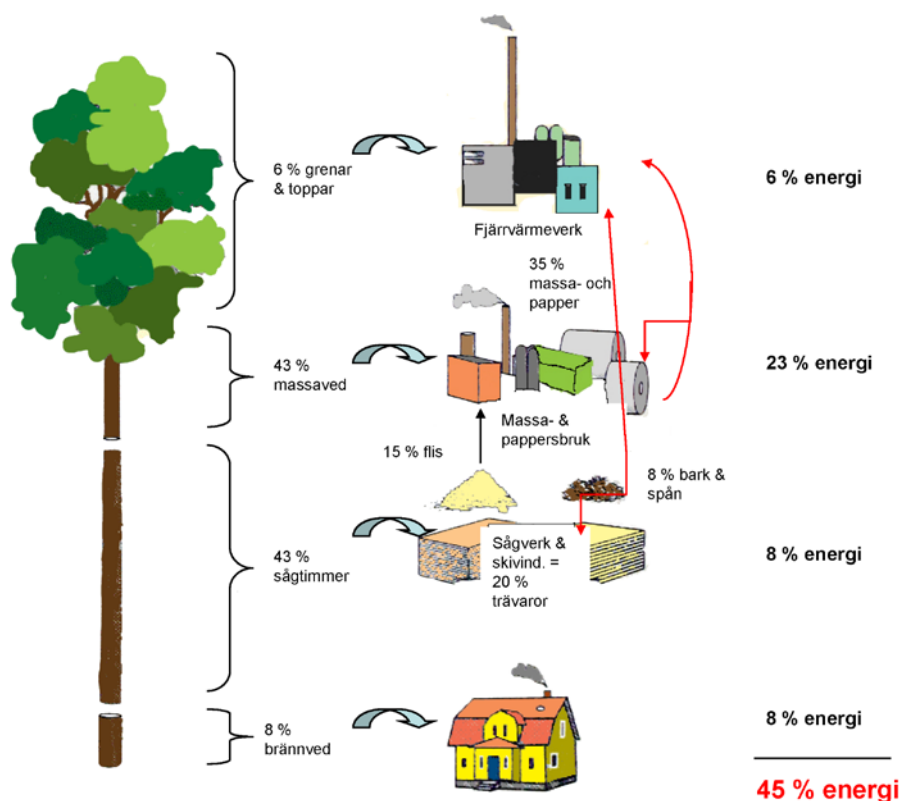 6 % grenar
& toppar
Fjärrvärmeverk
6 % energi
35 %
massa- och
papper
43 %
massaved
23 % energi
Massa- &
pappersbruk
15 % flis
8 % bark &
spån
43 %
sågtimmer
Sågverk &
skivind. =
20 %
trävaror
8 % energi
8 %
brännved
8 % energi
45 % energi